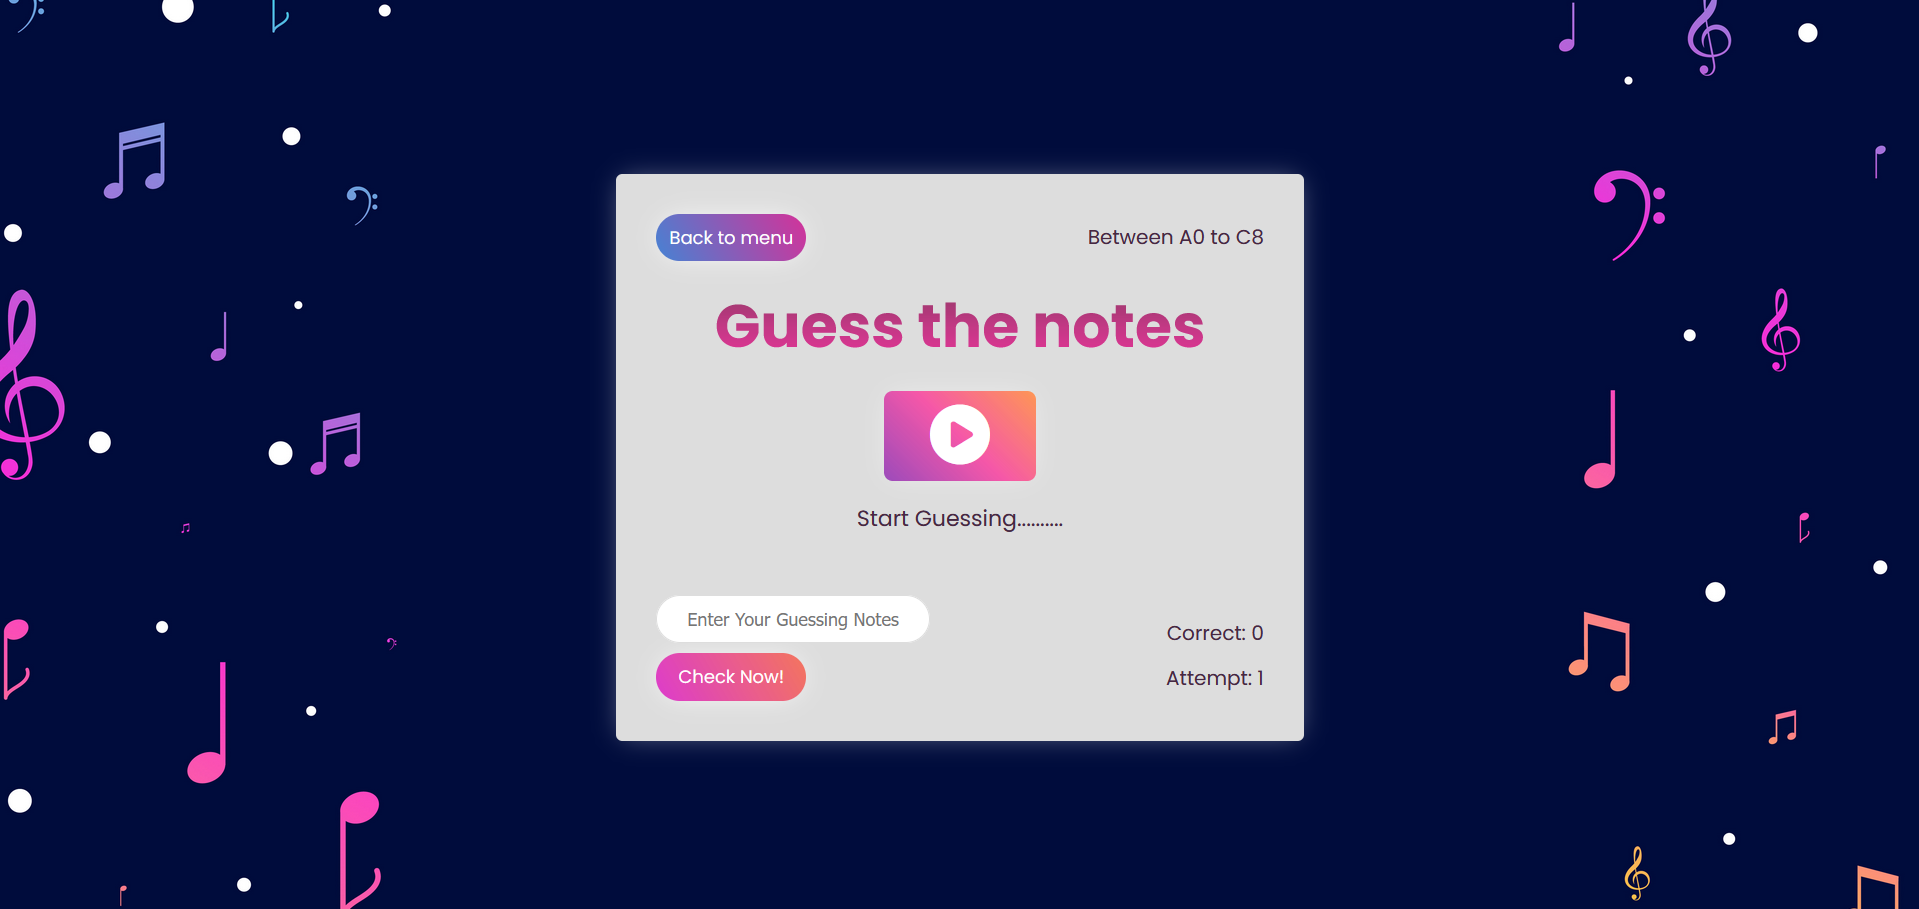 Back to menu
Between A0 to C8
Guess the notes
Start Guessing..........
Enter Your Guessing Notes
Correct: 0
Check Now!
Attempt: 1